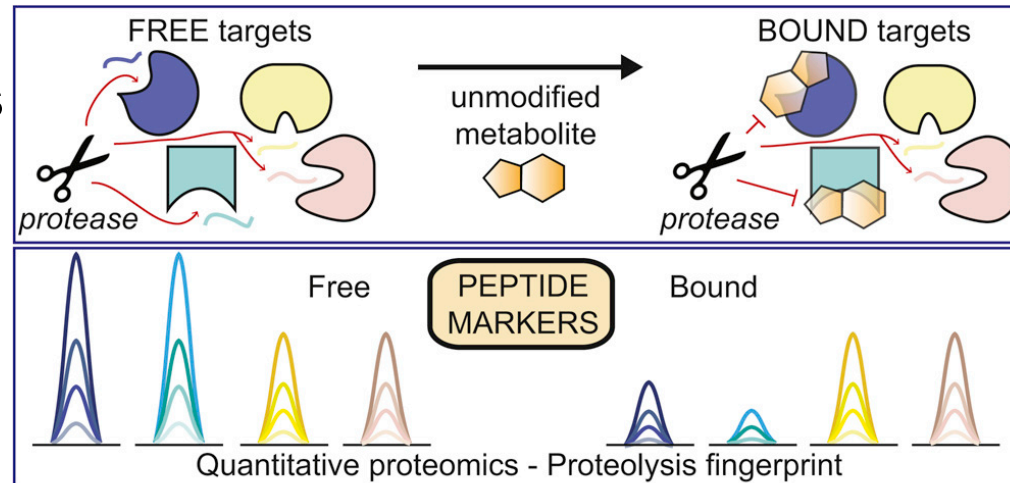 FREE targets
BOUND targets
S
unmodified
metabolite
protease
protease
Free
PEPTIDE
MARKERS
Bound
Quantitative proteomics - Proteolysis fingerprint